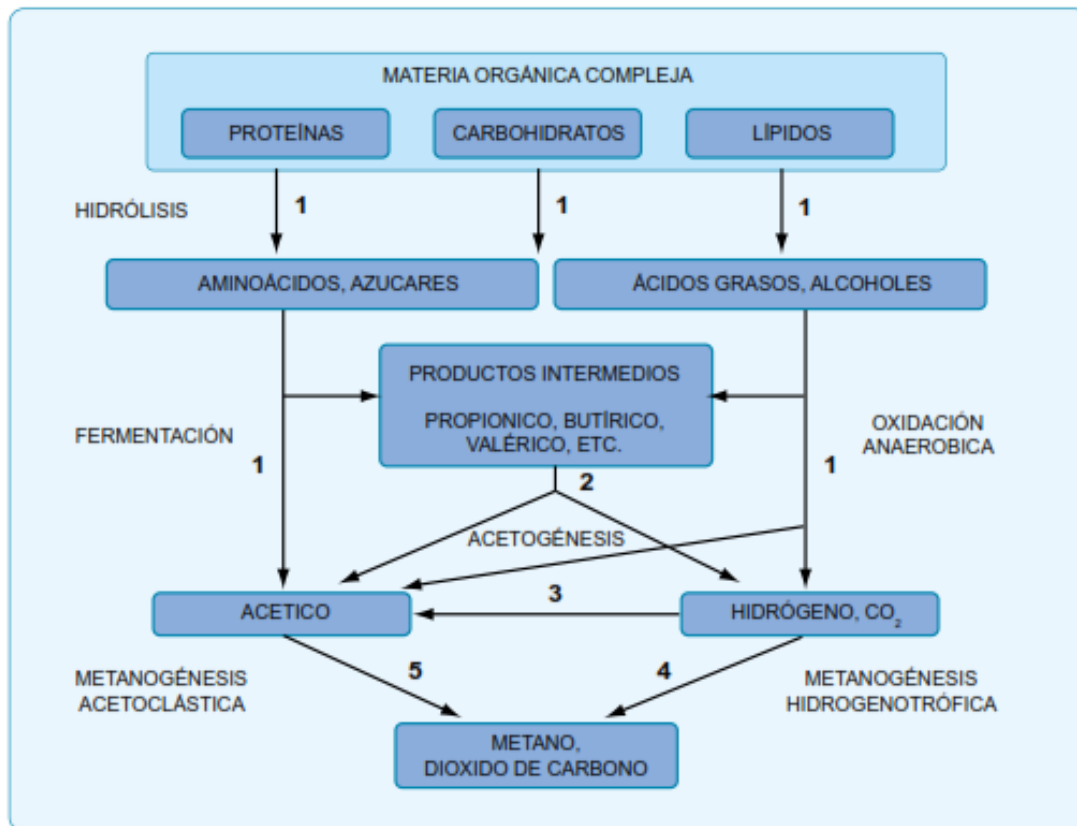 MATERIA ORGÁNICA COMPLEJA
PROTEÍNAS
CARBOHIDRATOS
LÍPIDOS
HIDRÓLISIS
1
1
1
AMINOÁCIDOS, AZUCARES
ÁCIDOS GRASOS, ALCOHOLES
PRODUCTOS INTERMEDIOS
PROPIONICO, BUTÍRICO,
VALÉRICO, ETC.
FERMENTACIÓN
1
1
OXIDACIÓN
ANAEROBICA
2
ACETOGÉNESIS
3
ACETICO
HIDRÓGENO, CO₂
METANOGÉNESIS
ACETOCLÁSTICA
5
4
METANOGÉNESIS
HIDROGENOTRÓFICA
METANO,
DIOXIDO DE CARBONO